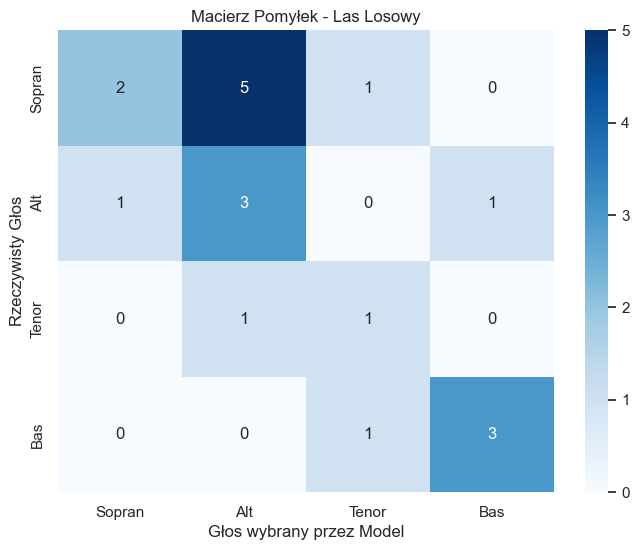 Macierz Pomyłek - Las Losowy
Rzeczywisty Głos
Sopran
2 5 1 0
Alt
1 3 0 1
Tenor
0 1 1 0
Bas
0 0 1 3
Sopran Alt Tenor Bas
Głos wybrany przez Model
5
4
3
2
1
0